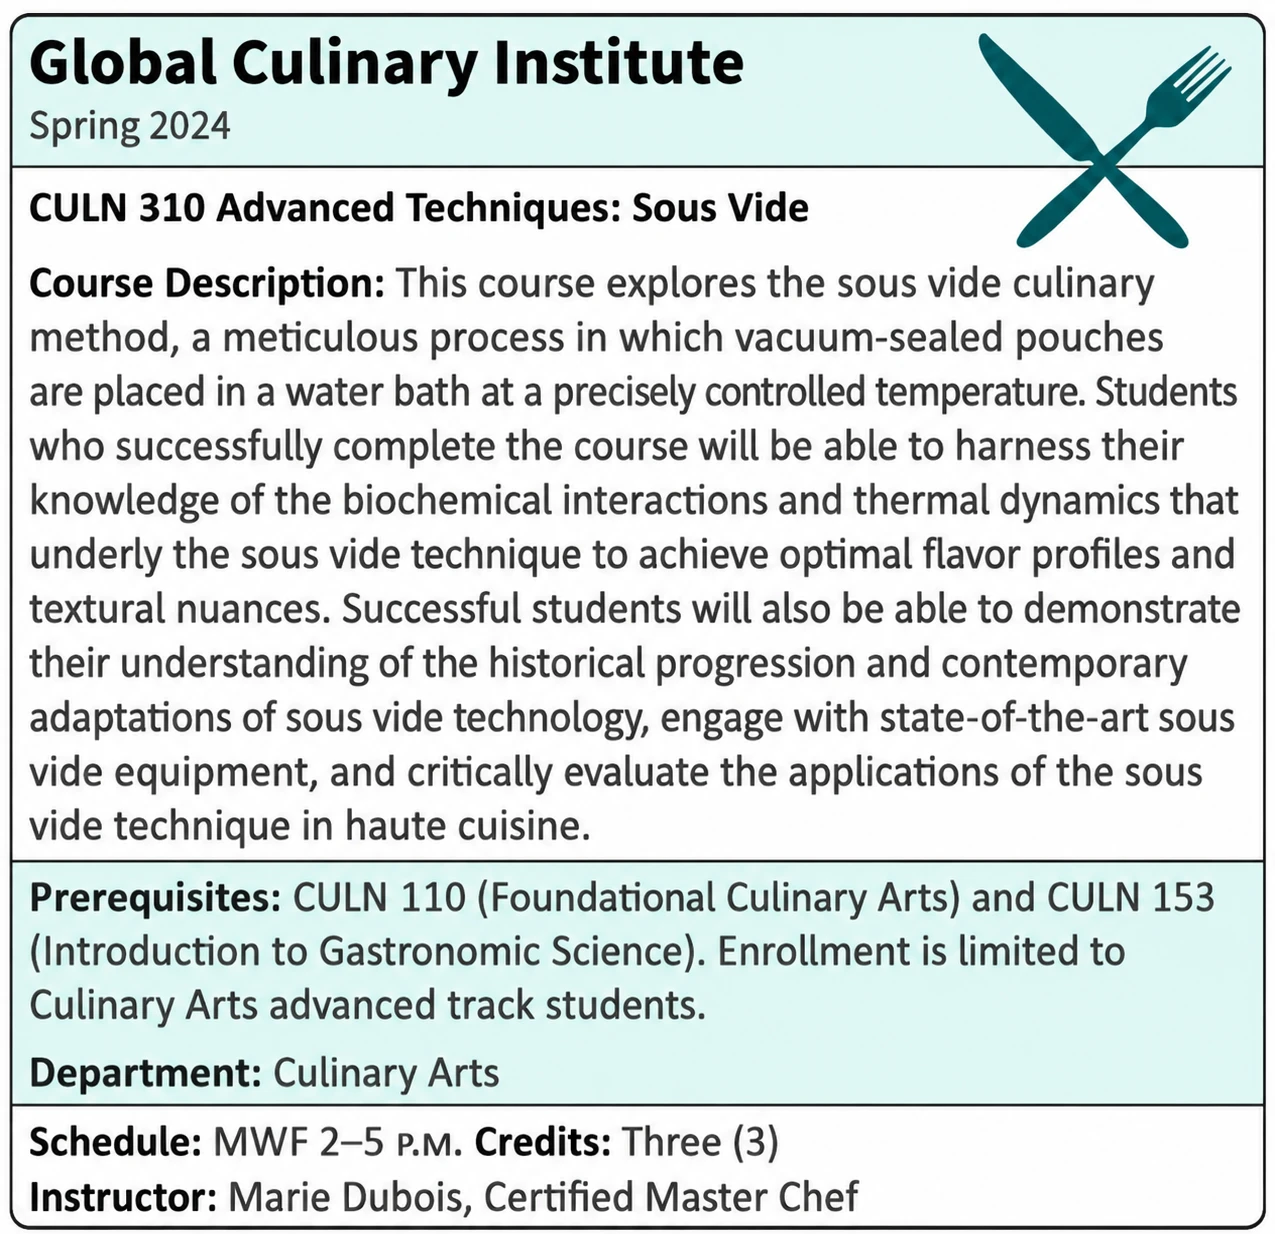 Global Culinary Institute
Spring 2024
CULN 310 Advanced Techniques: Sous Vide
Course Description: This course explores the sous vide culinary
method, a meticulous process in which vacuum-sealed pouches
are placed in a water bath at a precisely controlled temperature. Students
who successfully complete the course will be able to harness their
knowledge of the biochemical interactions and thermal dynamics that
underly the sous vide technique to achieve optimal flavor profiles and
textural nuances. Successful students will also be able to demonstrate
their understanding of the historical progression and contemporary
adaptations of sous vide technology, engage with state-of-the-art sous
vide equipment, and critically evaluate the applications of the sous
vide technique in haute cuisine.
Prerequisites: CULN 110 (Foundational Culinary Arts) and CULN 153
(Introduction to Gastronomic Science). Enrollment is limited to
Culinary Arts advanced track students.
Department: Culinary Arts
Schedule: MWF 2–5 P.M. Credits: Three (3)
Instructor: Marie Dubois, Certified Master Chef